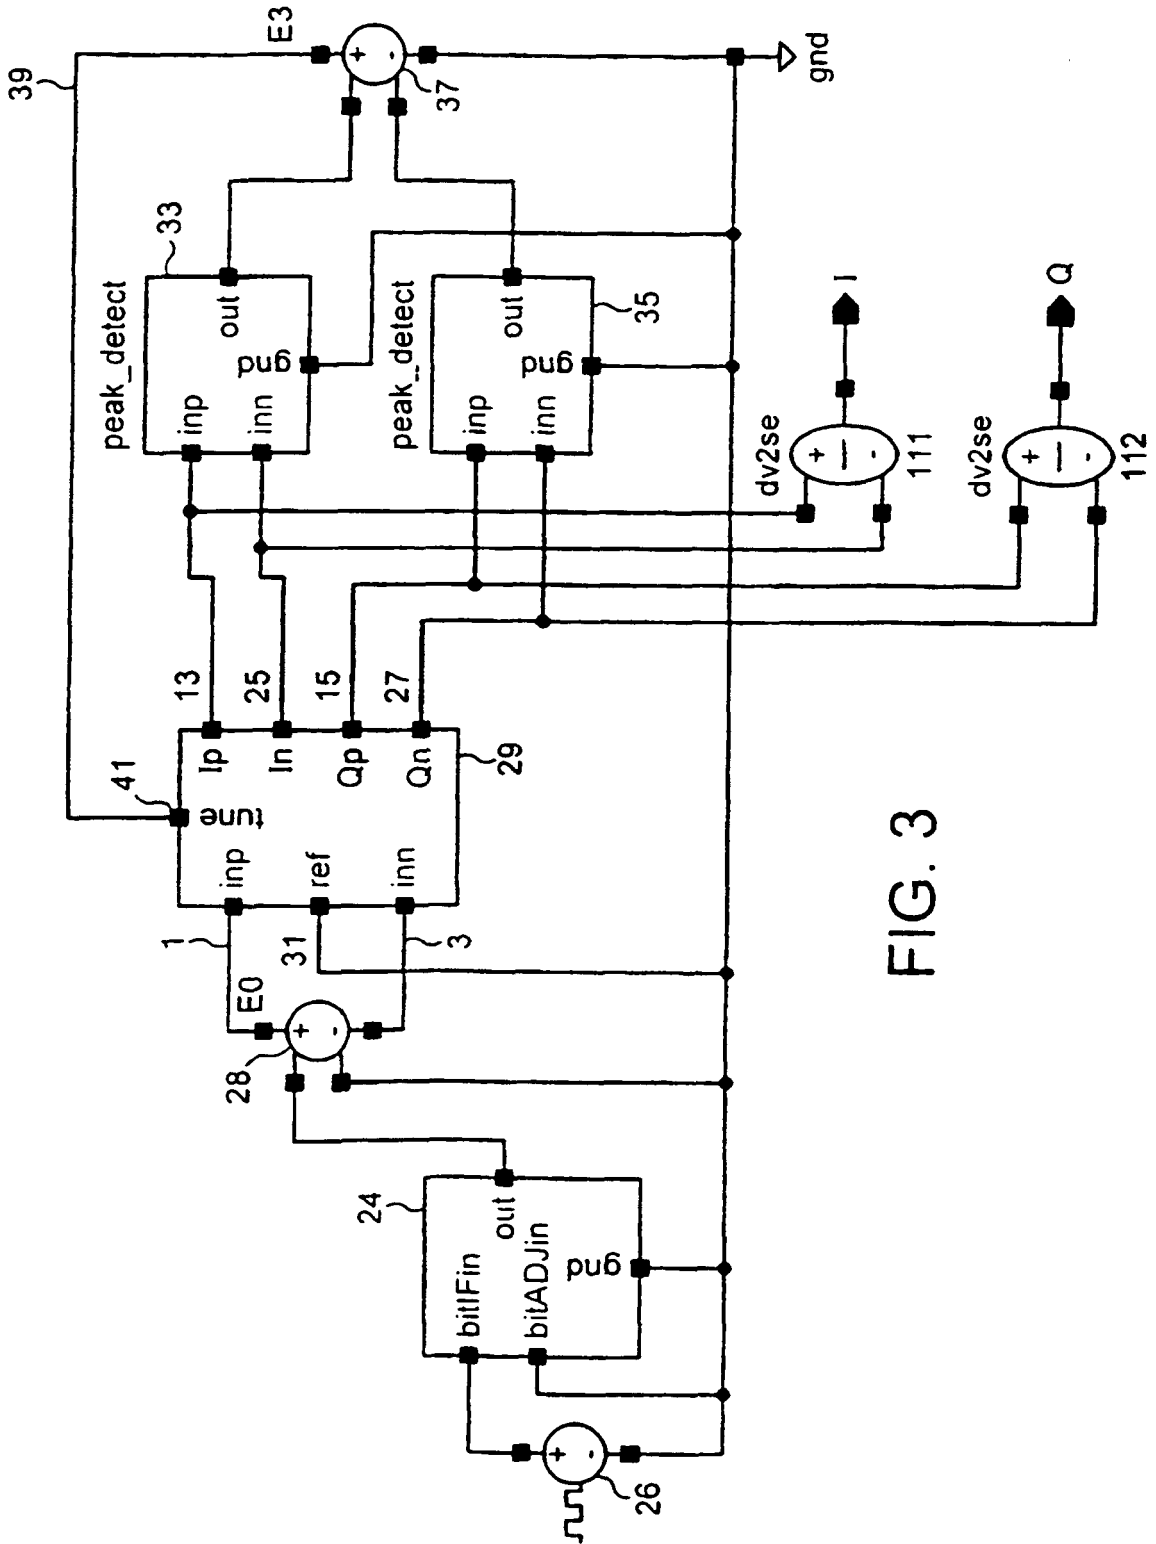 39
E3
+
-
37
gnd
peak_detect
33
inp
inn
out
gnd
peak_detect
35
inp
inn
out
gnd
dv2se
+
-
111
I
dv2se
+
-
112
Q
41
tune
inp
ref
inn
Ip
In
Qp
Qn
13
25
15
27
29
1
31
3
E0
+
-
28
24
bitIFin
bitADJin
out
gnd
+
-
26
FIG. 3